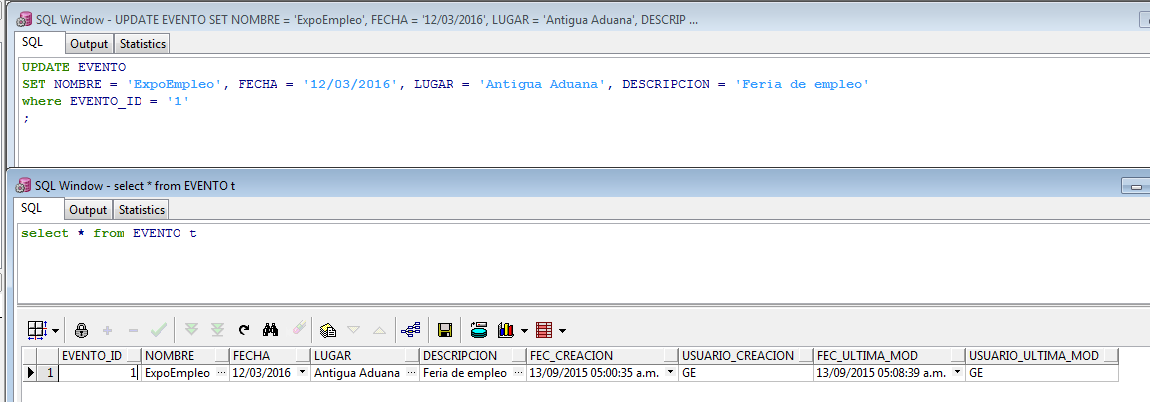 SQL Window - UPDATE EVENTO SET NOMBRE = 'ExpoEmpleo', FECHA = '12/03/2016', LUGAR = 'Antigua Aduana', DESCRIP ...
SQL Output Statistics
UPDATE EVENTO
SET NOMBRE = 'ExpoEmpleo', FECHA = '12/03/2016', LUGAR = 'Antigua Aduana', DESCRIPCION = 'Feria de empleo'
where EVENTO_ID = '1'
;
SQL Window - select * from EVENTO t
SQL Output Statistics
select * from EVENTO t
EVENTO_ID NOMBRE FECHA LUGAR DESCRIPCION FEC_CREACION USUARIO_CREACION FEC_ULTIMA_MOD USUARIO_ULTIMA_MOD
1 1 ExpoEmpleo ... 12/03/2016 Antigua Aduana ... Feria de empleo ... 13/09/2015 05:00:35 a.m. GE 13/09/2015 05:08:39 a.m. GE